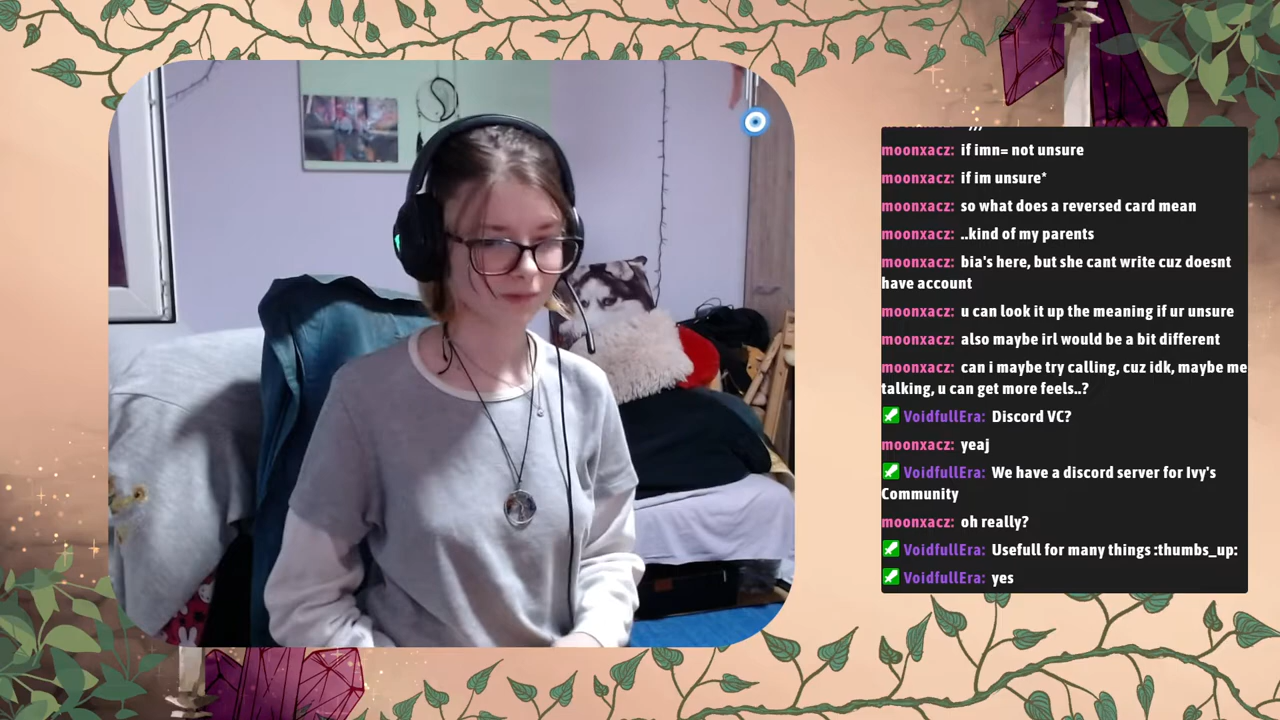 moonxacz: if imn= not unsure
moonxacz: if im unsure*
moonxacz: so what does a reversed card mean
moonxacz: ..kind of my parents
moonxacz: bia's here, but she cant write cuz doesnt
have account
moonxacz: u can look it up the meaning if ur unsure
moonxacz: also maybe irl would be a bit different
moonxacz: can i maybe try calling, cuz idk, maybe me
talking, u can get more feels..?
VoidfullEra: Discord VC?
moonxacz: yeaj
VoidfullEra: We have a discord server for Ivy's
Community
moonxacz: oh really?
VoidfullEra: Usefull for many things :thumbs_up:
VoidfullEra: yes